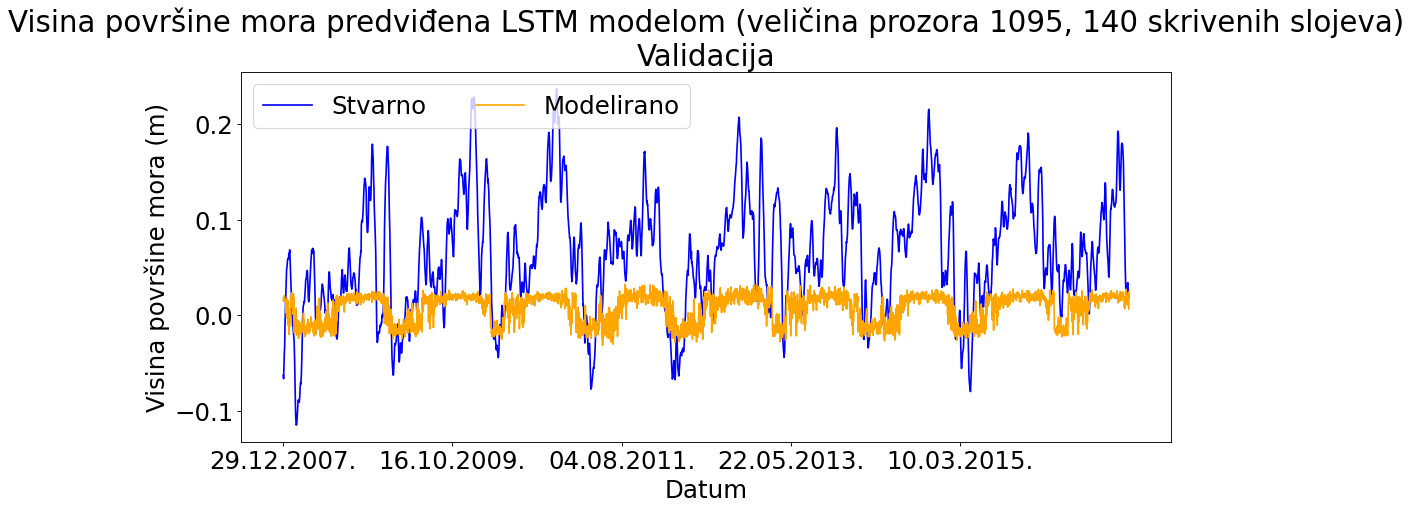 Visina površine mora predviđena LSTM modelom (veličina prozora 1095, 140 skrivenih slojeva)
Validacija
Stvarno Modelirano
Visina površine mora (m)
0.2
0.1
0.0
−0.1
29.12.2007. 16.10.2009. 04.08.2011. 22.05.2013. 10.03.2015.
Datum